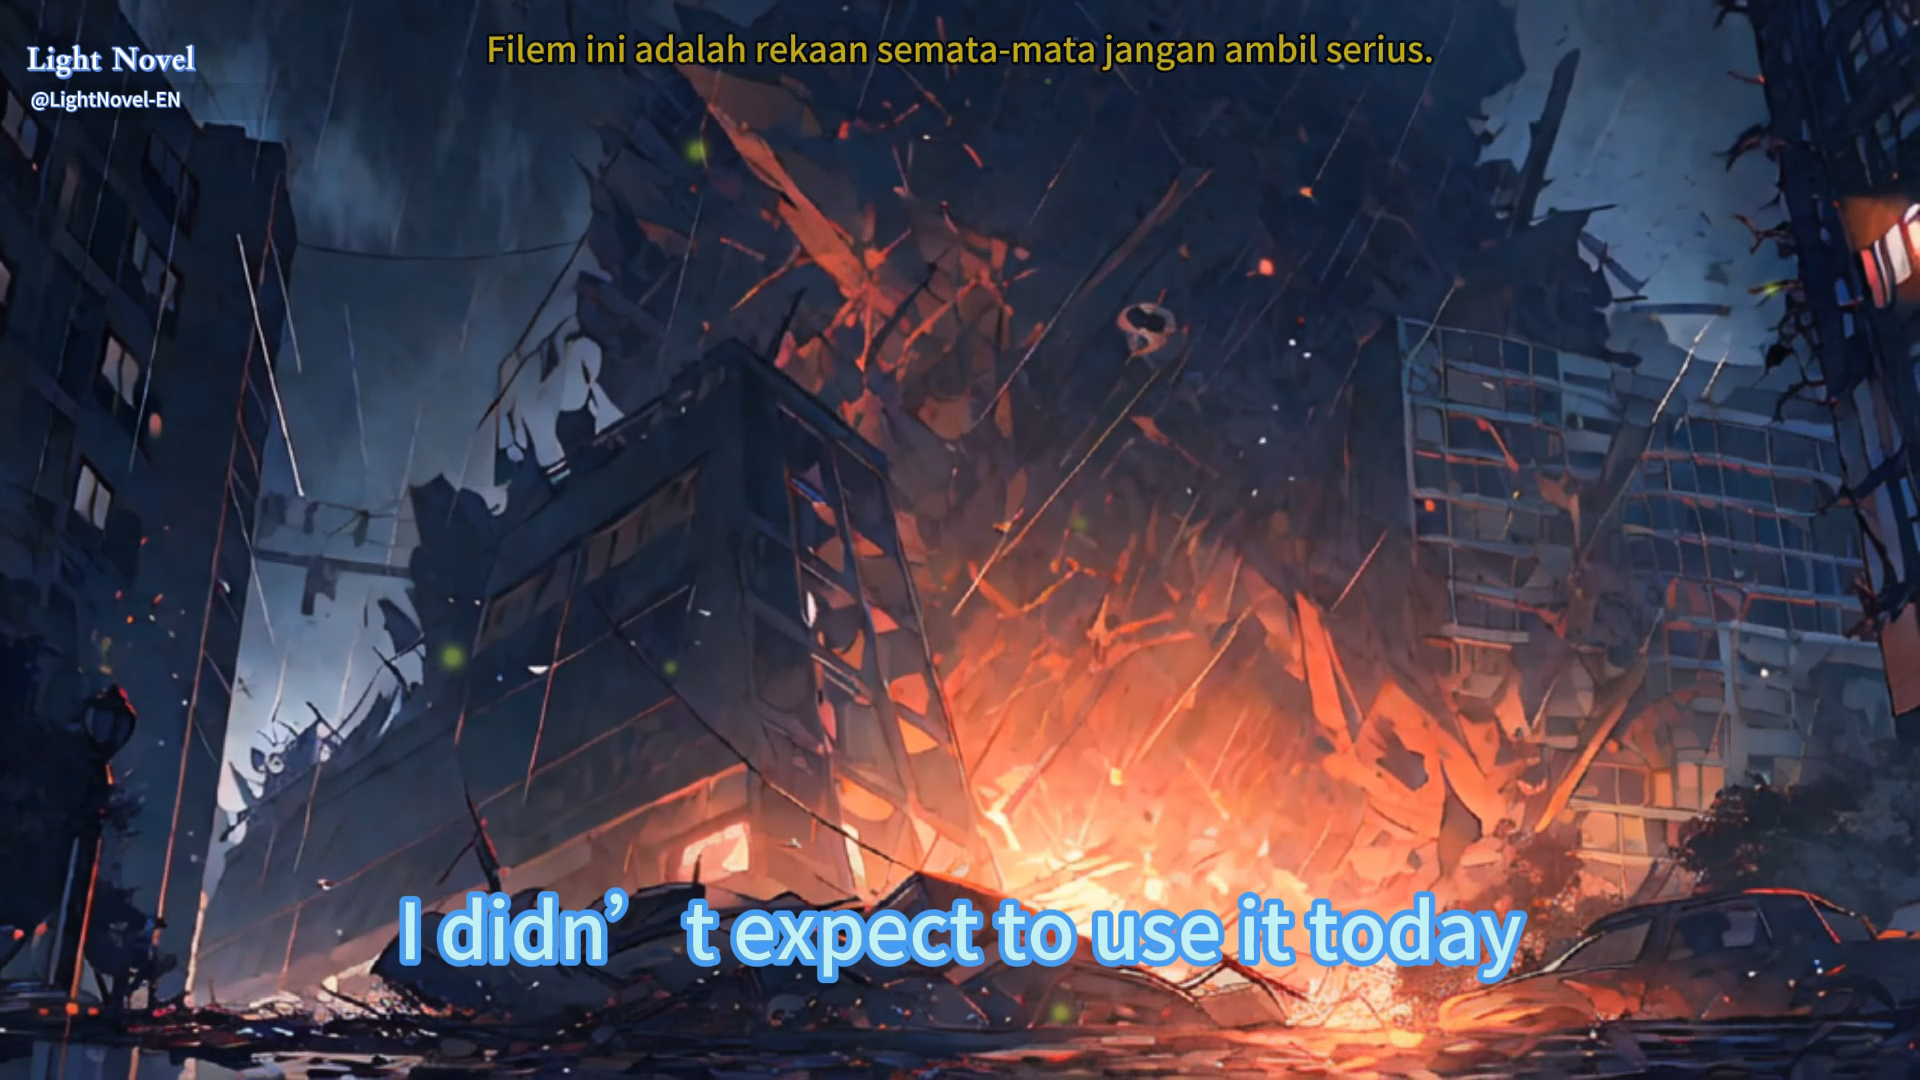 Light Novel
@LightNovel-EN
Filem ini adalah rekaan semata-mata jangan ambil serius.
I didn’t expect to use it today